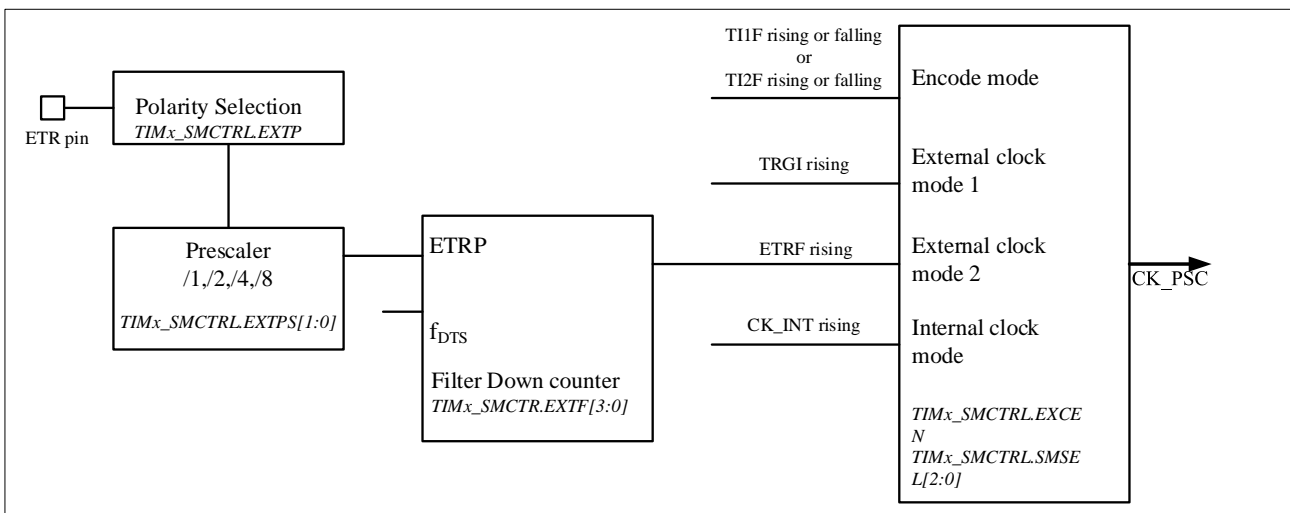 ETR pin
Polarity Selection
TIMx_SMCTRL.EXTP
Prescaler
/1,/2,/4,/8
TIMx_SMCTRL.EXTPS[1:0]
ETRP
fDTS
Filter Down counter
TIMx_SMCTR.EXTF[3:0]
TI1F rising or falling
or
TI2F rising or falling
TRGI rising
ETRF rising
CK_INT rising
Encode mode
External clock
mode 1
External clock
mode 2
Internal clock
mode
TIMx_SMCTRL.EXCE
N
TIMx_SMCTRL.SMSE
L[2:0]
CK_PSC